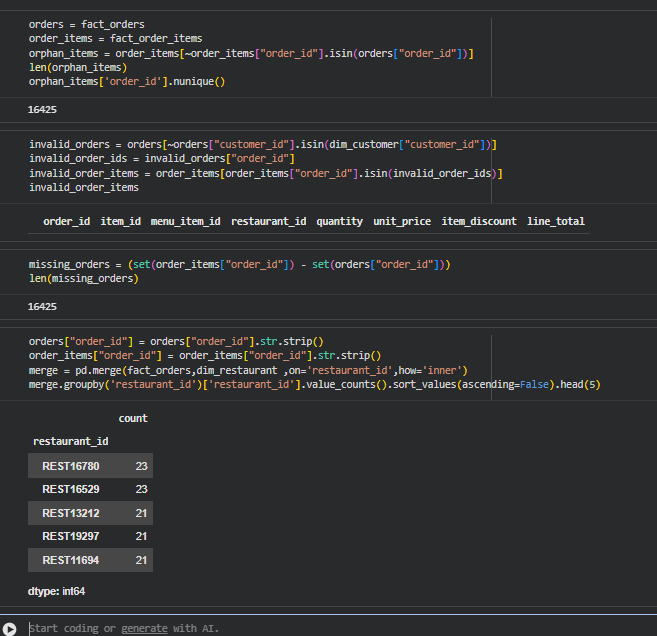 orders = fact_orders
order_items = fact_order_items
orphan_items = order_items[~order_items["order_id"].isin(orders["order_id"])]
len(orphan_items)
orphan_items['order_id'].nunique()
16425
invalid_orders = orders[~orders["customer_id"].isin(dim_customer["customer_id"])]
invalid_order_ids = invalid_orders["order_id"]
invalid_order_items = order_items[order_items["order_id"].isin(invalid_order_ids)]
invalid_order_items
order_id item_id menu_item_id restaurant_id quantity unit_price item_discount line_total
missing_orders = (set(order_items["order_id"]) - set(orders["order_id"]))
len(missing_orders)
16425
orders["order_id"] = orders["order_id"].str.strip()
order_items["order_id"] = order_items["order_id"].str.strip()
merge = pd.merge(fact_orders,dim_restaurant ,on='restaurant_id',how='inner')
merge.groupby('restaurant_id')['restaurant_id'].value_counts().sort_values(ascending=False).head(5)
count
restaurant_id
REST16780 23
REST16529 23
REST13212 21
REST19297 21
REST11694 21
dtype: int64
Start coding or generate with AI.